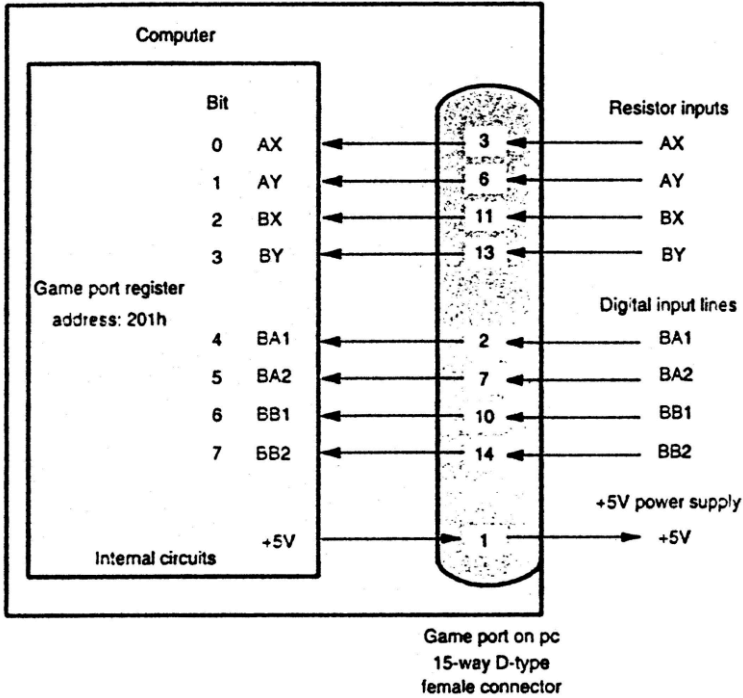 Computer
Bit
Resistor inputs
0 AX 3 AX
1 AY 6 AY
2 BX 11 BX
3 BY 13 BY
Game port register
address: 201h
Digital input lines
4 BA1 2 BA1
5 BA2 7 BA2
6 BB1 10 BB1
7 BB2 14 BB2
+5V power supply
+5V 1 +5V
Internal circuits
Game port on pc
15-way D-type
female connector